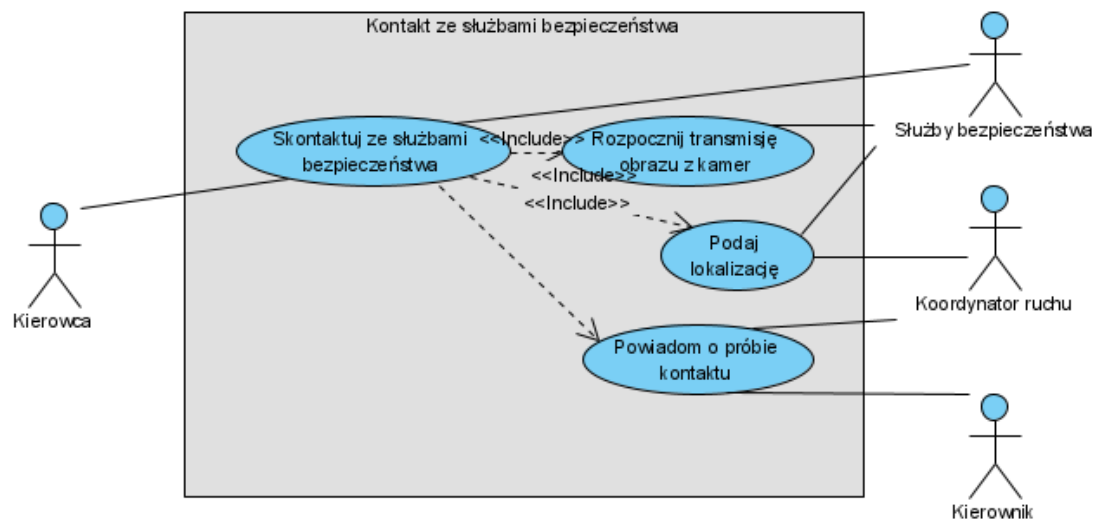 Kontakt ze służbami bezpieczeństwa
Skontaktuj ze służbami
bezpieczeństwa
<<Include>>
Rozpocznij transmisję
obrazu z kamer
<<Include>>
<<Include>>
Służby bezpieczeństwa
Podaj
lokalizację
Kierowca
Koordynator ruchu
Powiadom o próbie
kontaktu
Kierownik